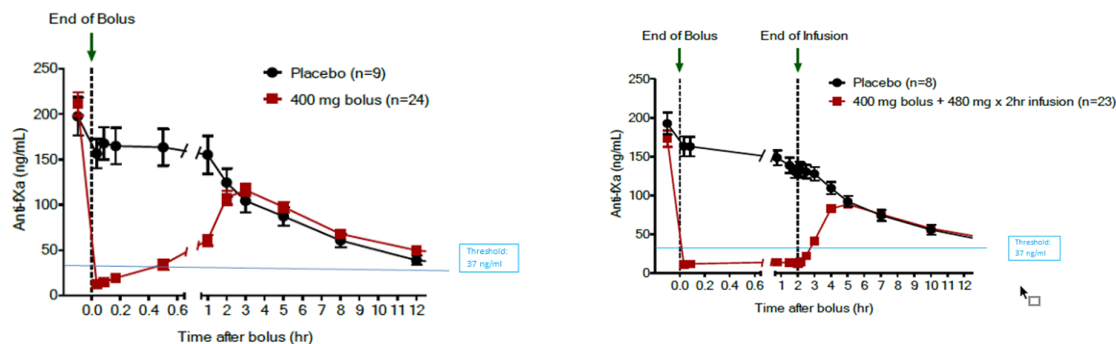 End of Bolus
Placebo (n=9)
400 mg bolus (n=24)
Anti-fXa (ng/mL)
250
200
150
100
50
0
0.0 0.2 0.4 0.6 1 2 3 4 5 6 7 8 9 10 11 12
Time after bolus (hr)
Threshold:
37 ng/ml
End of Bolus End of Infusion
Placebo (n=8)
400 mg bolus + 480 mg x 2hr infusion (n=23)
Anti-fXa (ng/mL)
250
200
150
100
50
0
0.0 0.2 0.4 0.6 1 2 3 4 5 6 7 8 9 10 11 12
Time after bolus (hr)
Threshold:
37 ng/ml